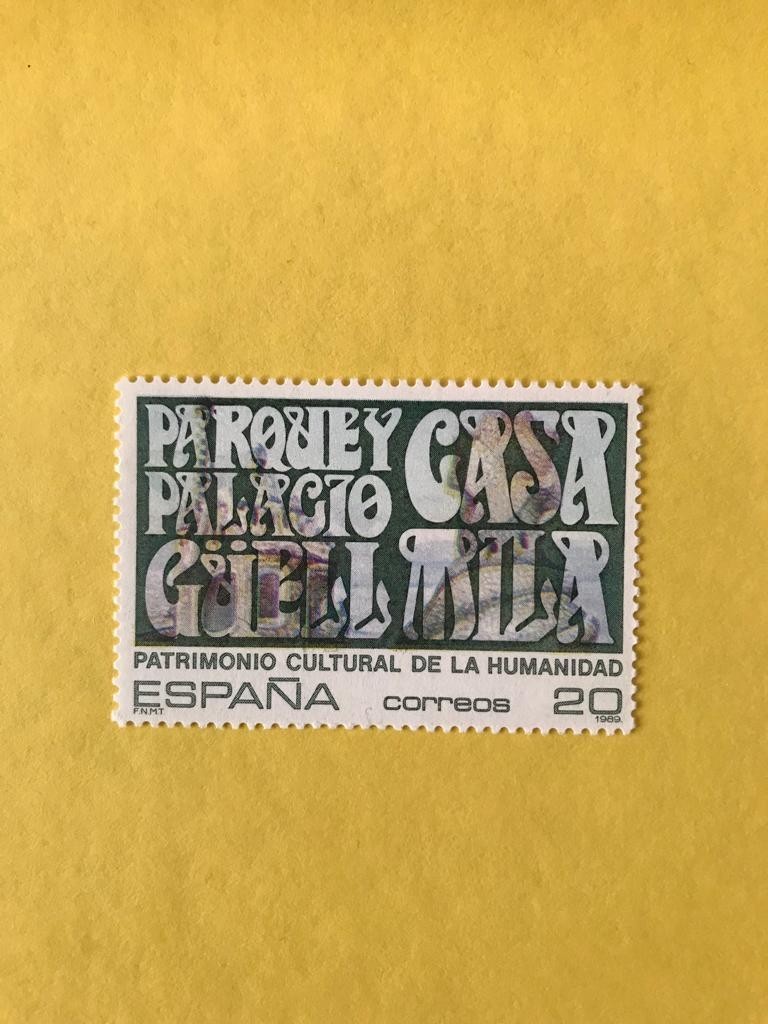 PARQUE Y
PALACIO
GÜELL
CASA
MILA
PATRIMONIO CULTURAL DE LA HUMANIDAD
ESPAÑA correos 20
F.N.M.T. 1989.